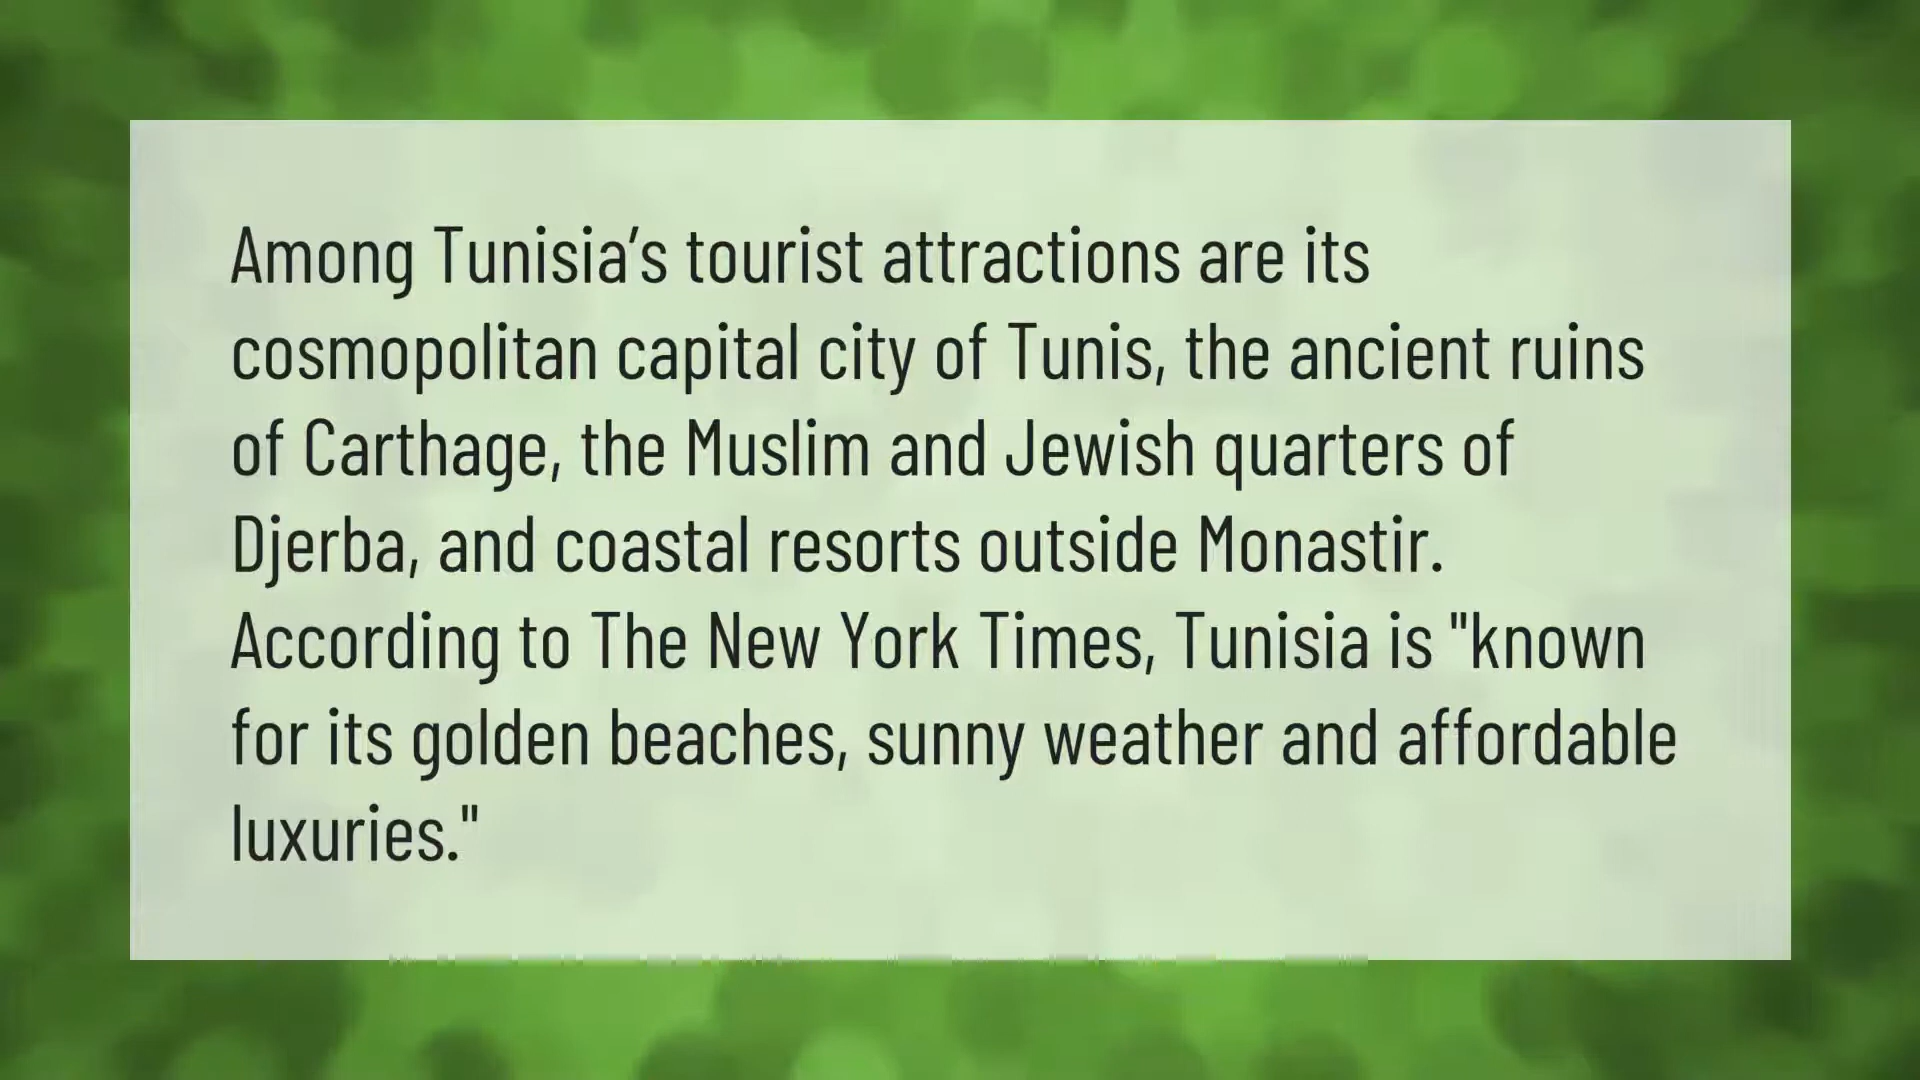 Among Tunisia’s tourist attractions are its
cosmopolitan capital city of Tunis, the ancient ruins
of Carthage, the Muslim and Jewish quarters of
Djerba, and coastal resorts outside Monastir.
According to The New York Times, Tunisia is "known
for its golden beaches, sunny weather and affordable
luxuries."